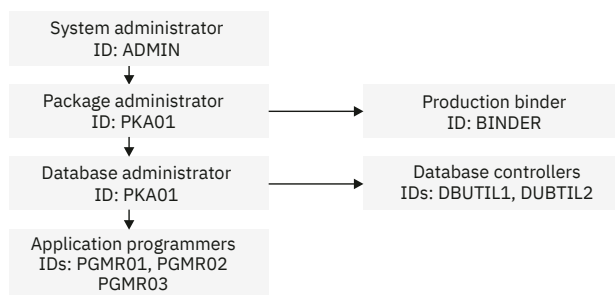 System administrator
ID: ADMIN
Package administrator
ID: PKA01
Production binder
ID: BINDER
Database administrator
ID: PKA01
Database controllers
IDs: DBUTIL1, DUBTIL2
Application programmers
IDs: PGMR01, PGMR02
PGMR03